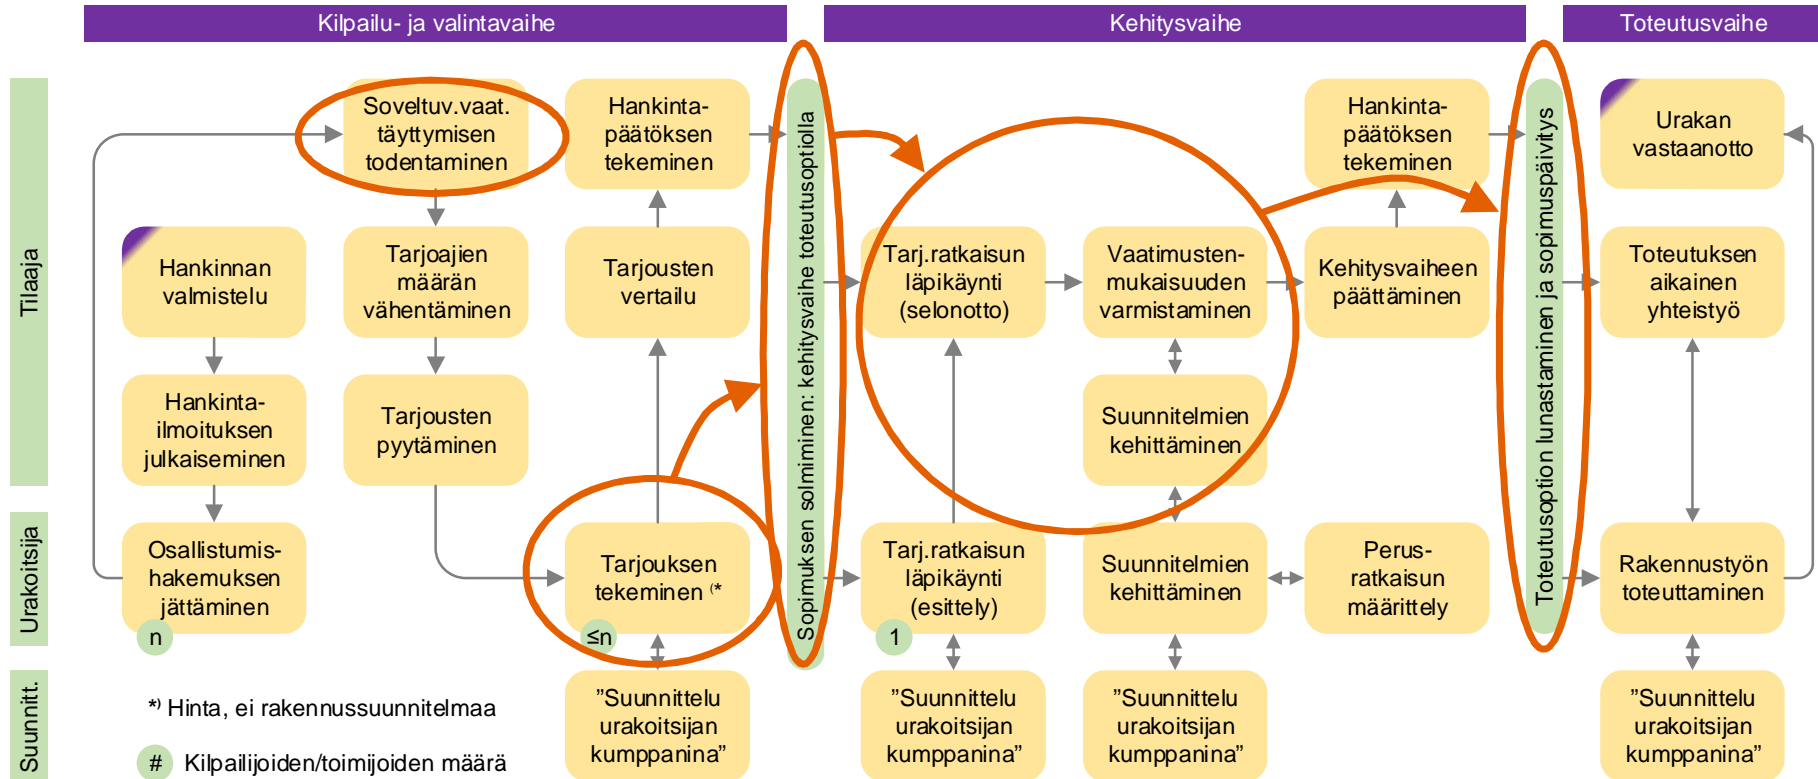 Kilpailu- ja valintavaihe
Kehitysvaihe
Toteutusvaihe
Tilaaja
Urakoitsija
Suunnitt.
Soveltuv.vaat.
täyttymisen
todentaminen
Hankinta-
päätöksen
tekeminen
Hankinnan
valmistelu
Tarjoajien
määrän
vähentäminen
Tarjousten
vertailu
Hankinta-
ilmoituksen
julkaiseminen
Tarjousten
pyytäminen
Osallistumis-
hakemuksen
jättäminen
n
Tarjouksen
tekeminen (*
≤n
"Suunnittelu
urakoitsijan
kumppanina"
*) Hinta, ei rakennussuunnitelmaa
# Kilpailijoiden/toimijoiden määrä
Sopimuksen solmiminen: kehitysvaihe toteutusoptiolla
Tarj.ratkaisun
läpikäynti
(selonotto)
Vaatimusten-
mukaisuuden
varmistaminen
Kehitysvaiheen
päättäminen
Hankinta-
päätöksen
tekeminen
Suunnitelmien
kehittäminen
Tarj.ratkaisun
läpikäynti
(esittely)
1
Suunnitelmien
kehittäminen
Perus-
ratkaisun
määrittely
"Suunnittelu
urakoitsijan
kumppanina"
"Suunnittelu
urakoitsijan
kumppanina"
Toteutusoption lunastaminen ja sopimuspäivitys
Urakan
vastaanotto
Toteutuksen
aikainen
yhteistyö
Rakennustyön
toteuttaminen
"Suunnittelu
urakoitsijan
kumppanina"